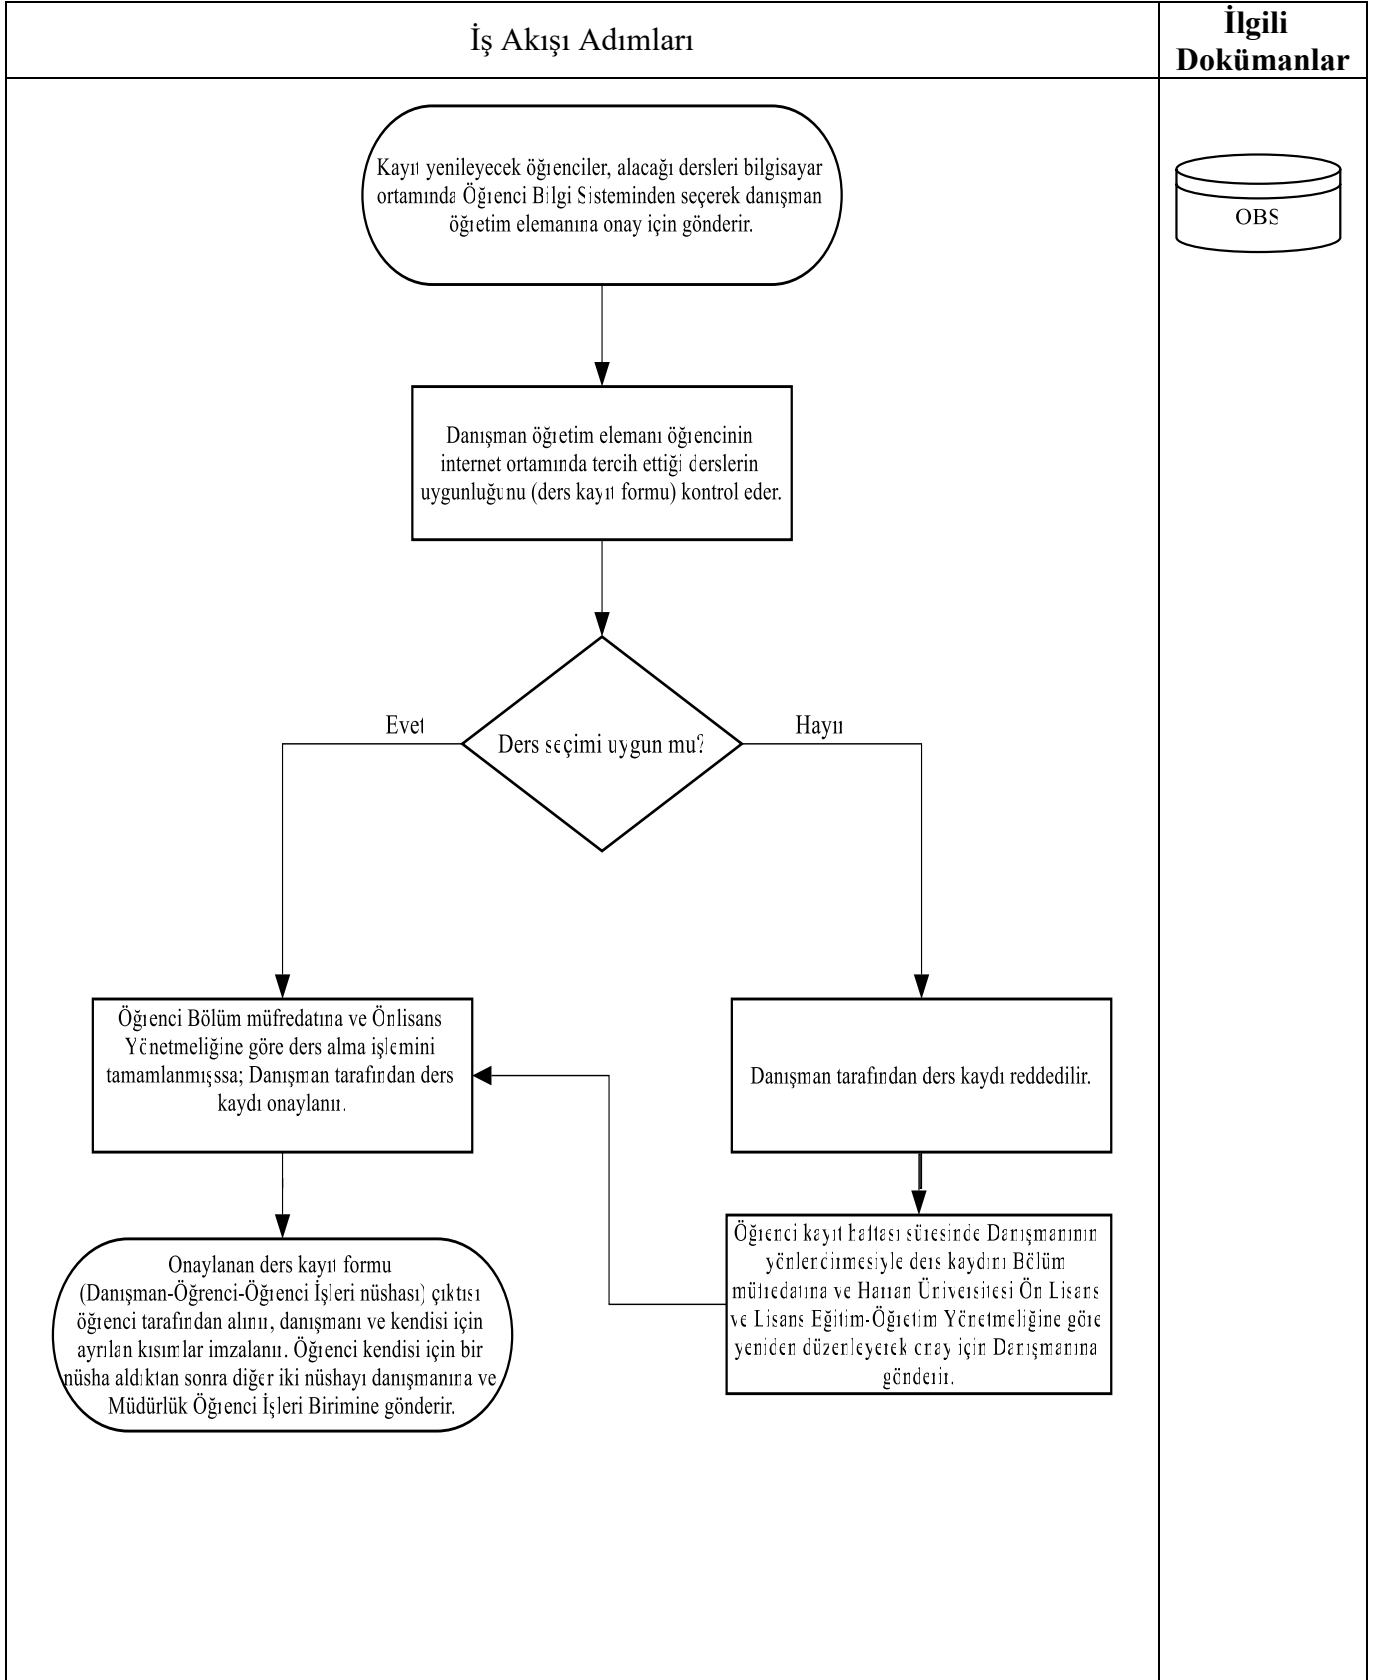 İş Akışı Adımları
İlgili
Dokümanlar
Kayıt yenileyecek öğrenciler, alacağı dersleri bilgisayar
ortamında Öğrenci Bilgi Sisteminden seçerek danışman
öğretim elemanına onay için gönderir.
OBS
Danışman öğretim elemanı öğrencinin
internet ortamında tercih ettiği derslerin
uygunluğunu (ders kayıt formu) kontrol eder.
Evet
Hayır
Ders seçimi uygun mu?
Öğrenci Bölüm müfredatına ve Önlisans
Yönetmeliğine göre ders alma işlemini
tamamlanmışssa; Danışman tarafından ders
kaydı onaylanır.
Danışman tarafından ders kaydı reddedilir.
Öğrenci kayıt haftası süresinde Danışmanının
yönlendirmesiyle ders kaydını Bölüm
müfredatına ve Harran Üniversitesi Ön Lisans
ve Lisans Eğitim-Öğretim Yönetmeliğine göre
yeniden düzenleyerek onay için Danışmanına
gönderir.
Onaylanan ders kayıt formu
(Danışman-Öğrenci-Öğrenci İşleri nüshası) çıktısı
öğrenci tarafından alınır, danışmanı ve kendisi için
ayrılan kısımlar imzalanır. Öğrenci kendisi için bir
nüsha aldıktan sonra diğer iki nüshayı danışmanına ve
Müdürlük Öğrenci İşleri Birimine gönderir.